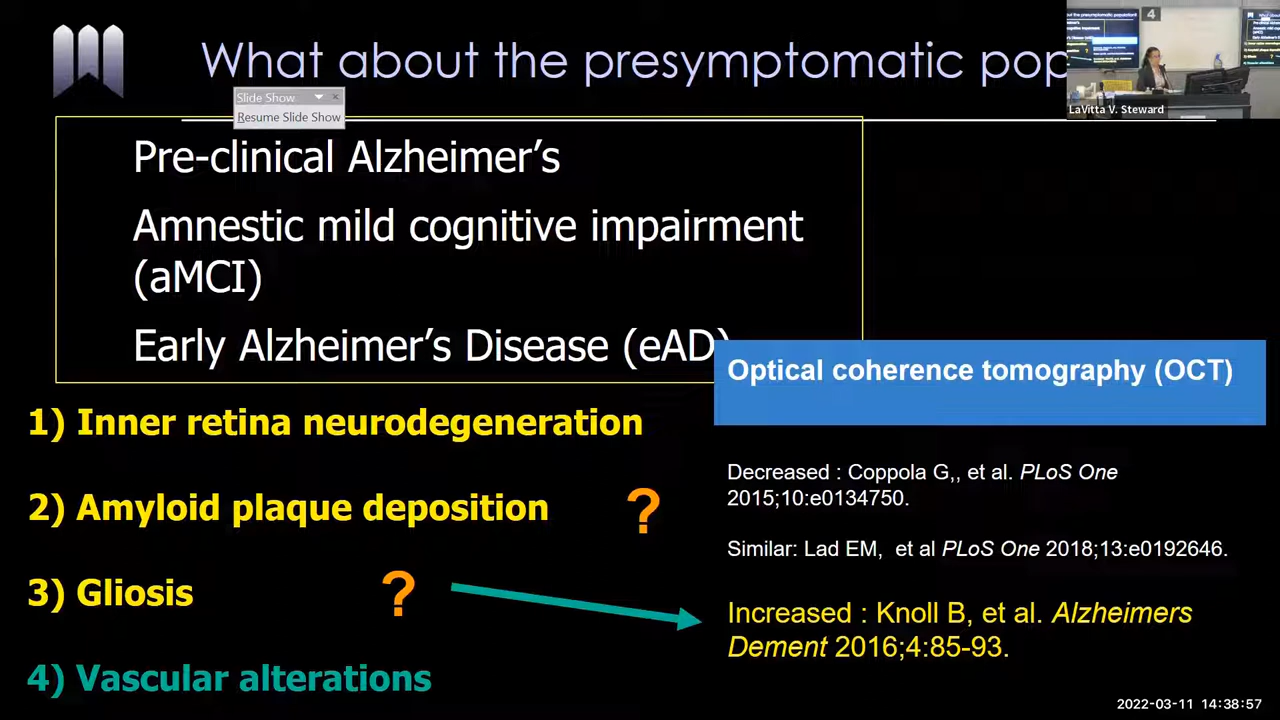 What about the presymptomatic pop
4
LaVitta V. Steward
Slide Show
Resume Slide Show
Pre-clinical Alzheimer’s
Amnestic mild cognitive impairment
(aMCI)
Early Alzheimer’s Disease (eAD)
Optical coherence tomography (OCT)
1) Inner retina neurodegeneration
2) Amyloid plaque deposition ?
3) Gliosis ?
4) Vascular alterations
Decreased : Coppola G,, et al. PLoS One
2015;10:e0134750.
Similar: Lad EM, et al PLoS One 2018;13:e0192646.
Increased : Knoll B, et al. Alzheimers
Dement 2016;4:85-93.
2022-03-11 14:38:57